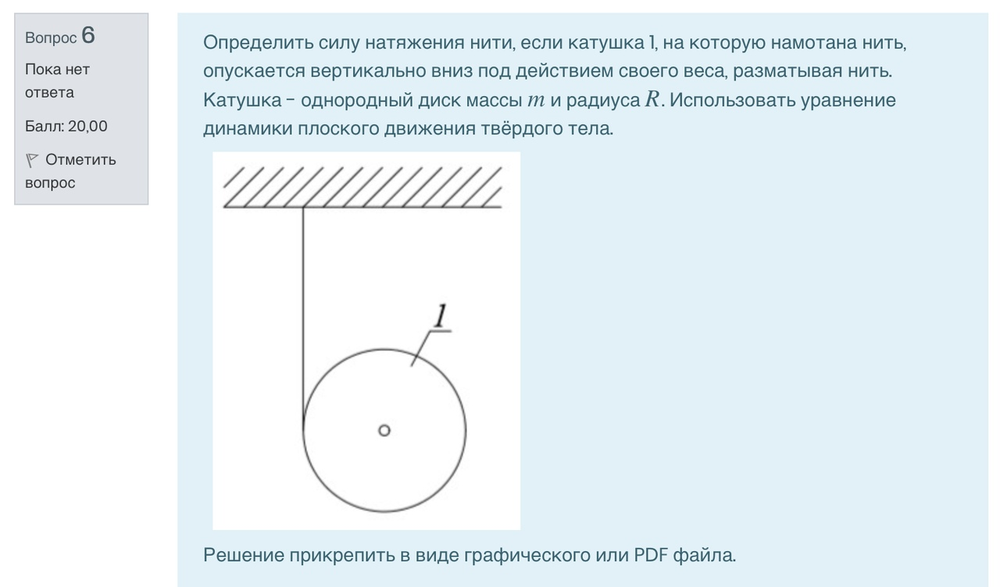 Вопрос 6
Пока нет
ответа
Балл: 20,00
Отметить
вопрос
Определить силу натяжения нити, если катушка 1, на которую намотана нить,
опускается вертикально вниз под действием своего веса, разматывая нить.
Катушка – однородный диск массы m и радиуса R. Использовать уравнение
динамики плоского движения твёрдого тела.
1
Решение прикрепить в виде графического или PDF файла.